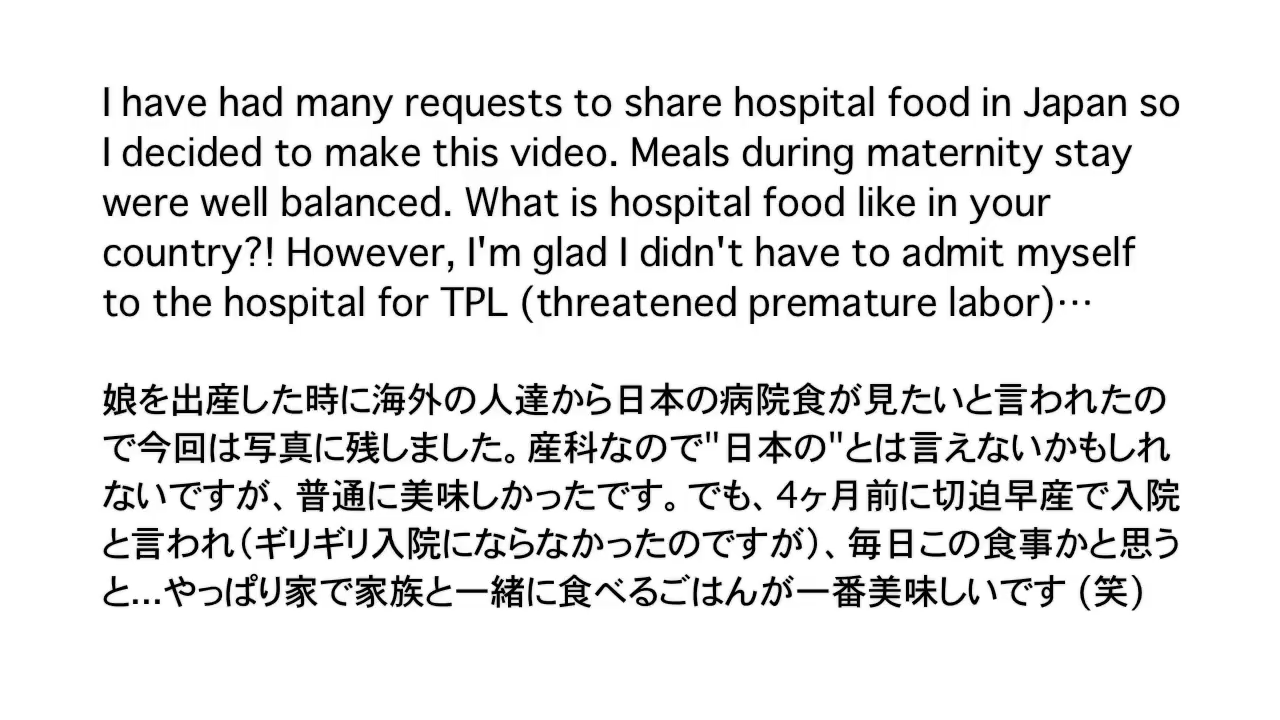 I have had many requests to share hospital food in Japan so
I decided to make this video. Meals during maternity stay
were well balanced. What is hospital food like in your
country?! However, I'm glad I didn't have to admit myself
to the hospital for TPL (threatened premature labor)…
娘を出産した時に海外の人達から日本の病院食が見たいと言われたの
で今回は写真に残しました。産科なので"日本の"とは言えないかもしれ
ないですが、普通に美味しかったです。でも、4ヶ月前に切迫早産で入院
と言われ（ギリギリ入院にならなかったのですが）、毎日この食事かと思う
と...やっぱり家で家族と一緒に食べるごはんが一番美味しいです (笑)